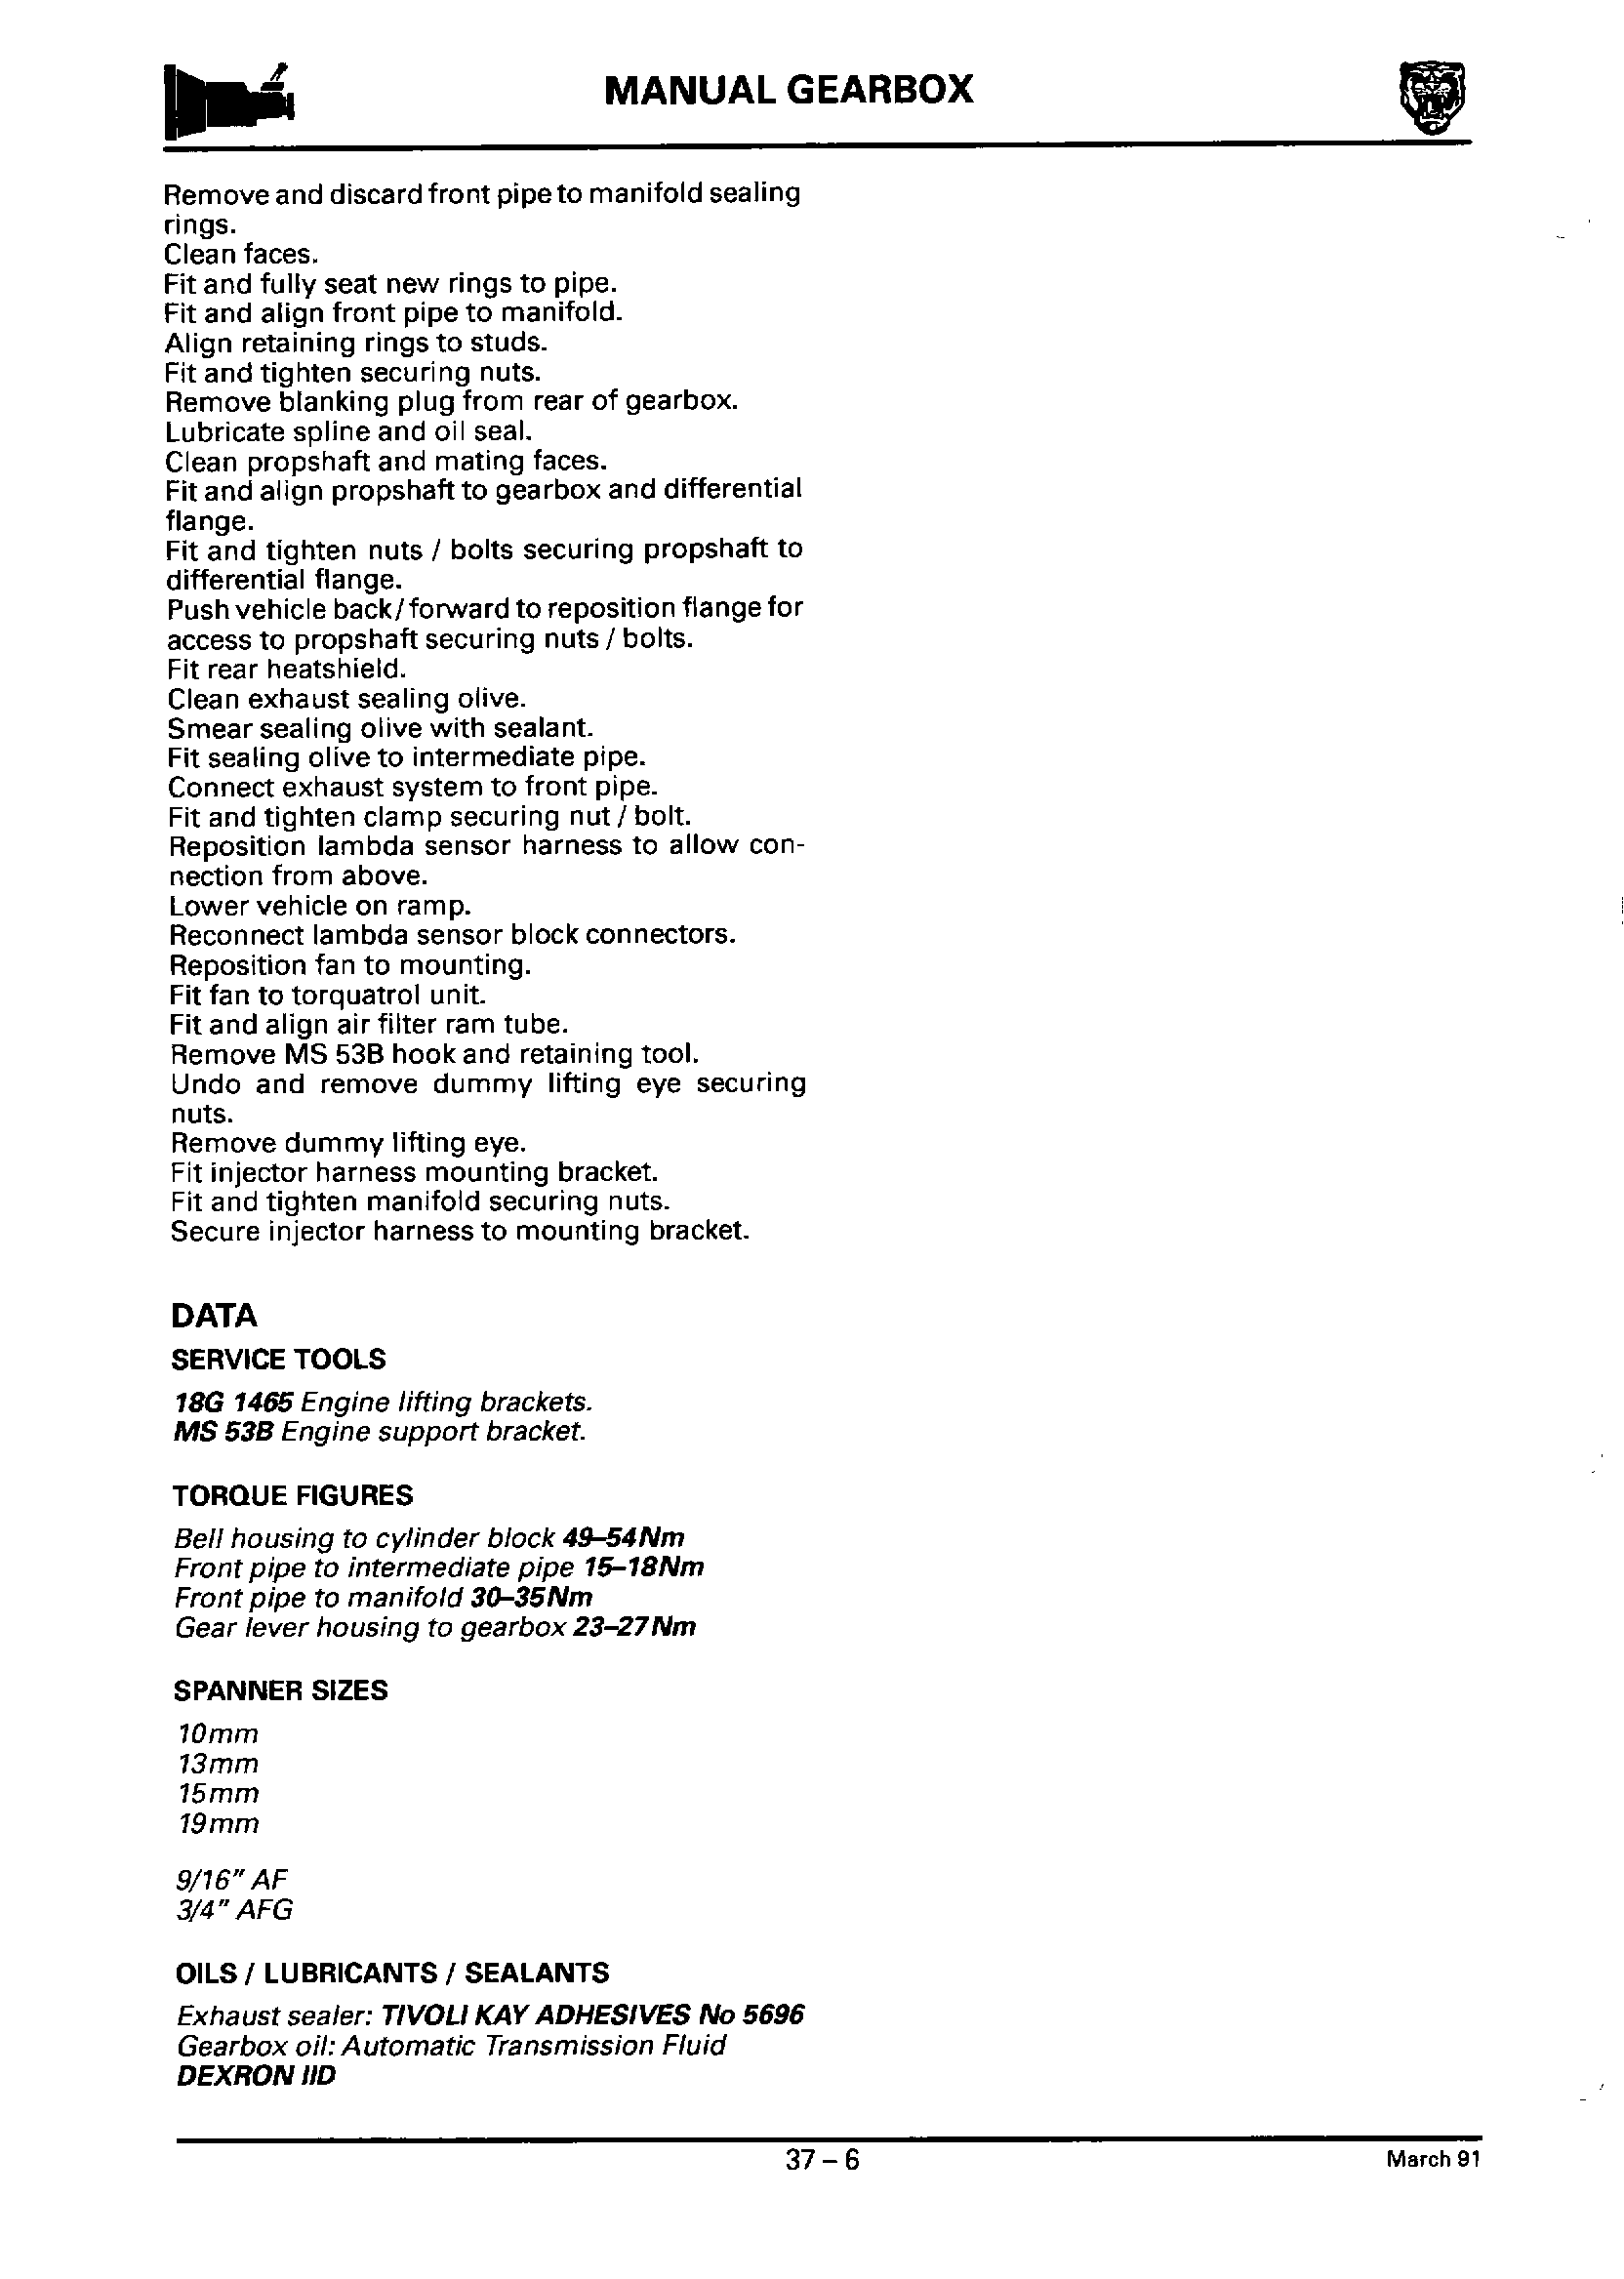 MANUAL GEARBOX
Remove and discard front pipe to manifold sealing
rings.
Clean faces.
Fit and fully seat new rings to pipe.
Fit and align front pipe to manifold.
Align retaining rings to studs.
Fit and tighten securing nuts.
Remove blanking plug from rear of gearbox.
Lubricate spline and oil seal.
Clean propshaft and mating faces.
Fit and align propshaft to gearbox and differential
flange.
Fit and tighten nuts / bolts securing propshaft to
differential flange.
Push vehicle back/forward to reposition flange for
access to propshaft securing nuts / bolts.
Fit rear heatshield.
Clean exhaust sealing olive.
Smear sealing olive with sealant.
Fit sealing olive to intermediate pipe.
Connect exhaust system to front pipe.
Fit and tighten clamp securing nut / bolt.
Reposition lambda sensor harness to allow con-
nection from above.
Lower vehicle on ramp.
Reconnect lambda sensor block connectors.
Reposition fan to mounting.
Fit fan to torquatrol unit.
Fit and align air filter ram tube.
Remove MS 53B hook and retaining tool.
Undo and remove dummy lifting eye securing
nuts.
Remove dummy lifting eye.
Fit injector harness mounting bracket.
Fit and tighten manifold securing nuts.
Secure injector harness to mounting bracket.
DATA
SERVICE TOOLS
18G 1465 Engine lifting brackets.
MS 53B Engine support bracket.
TORQUE FIGURES
Bell housing to cylinder block 49–54Nm
Front pipe to intermediate pipe 15–18Nm
Front pipe to manifold 30–35Nm
Gear lever housing to gearbox 23–27Nm
SPANNER SIZES
10mm
13mm
15mm
19mm
9/16" AF
3/4" AFG
OILS / LUBRICANTS / SEALANTS
Exhaust sealer: TIVOLI KAY ADHESIVES No 5696
Gearbox oil: Automatic Transmission Fluid
DEXRON IID
37 – 6
March 91